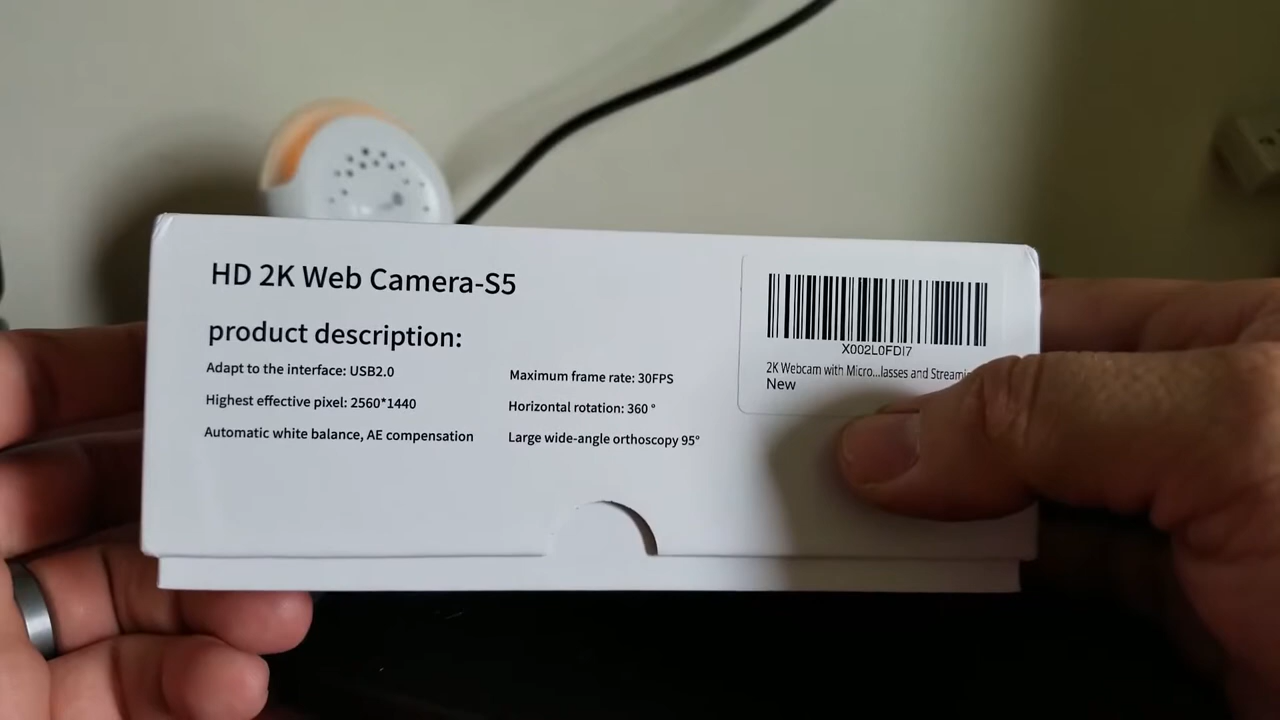 HD 2K Web Camera-S5
product description:
Adapt to the interface: USB2.0
Highest effective pixel: 2560*1440
Automatic white balance, AE compensation
Maximum frame rate: 30FPS
Horizontal rotation: 360 °
Large wide-angle orthoscopy 95°
X002L0FDI7
2K Webcam with Micro...lasses and
New